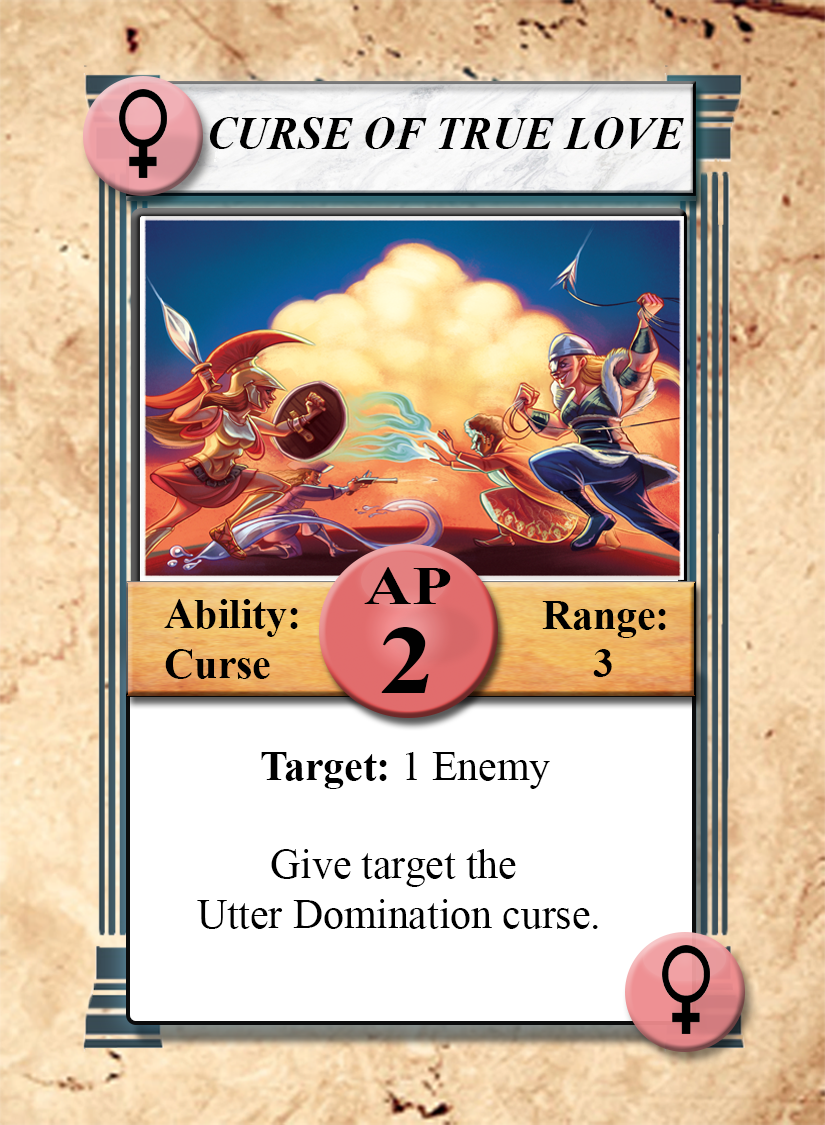 CURSE OF TRUE LOVE
Ability:
Curse
AP
2
Range:
3
Target: 1 Enemy
Give target the
Utter Domination curse.